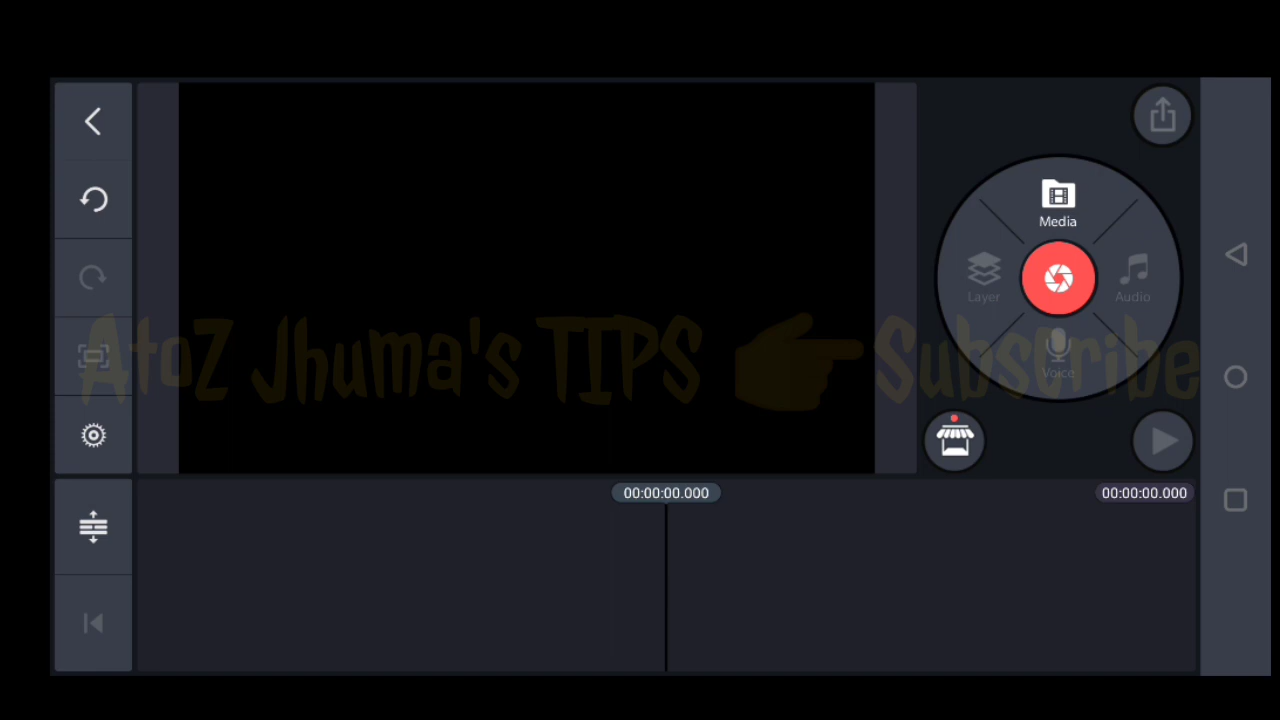 Media
Layer
Audio
Voice
AtoZ Jhuma's TIPS 👉 Subscribe
00:00:00.000
00:00:00.000